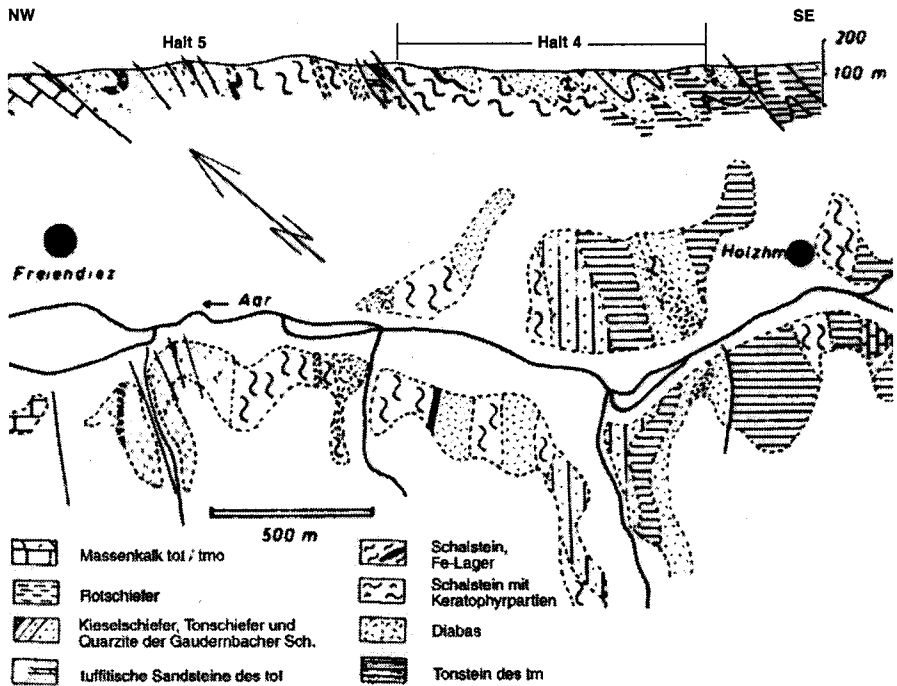 NW
SE
Halt 5
Halt 4
200
100 m
Freiendiez
Aar
Holzhm
500 m
Massenkalk tol / tmo
Rotschiefer
Kieselschiefer, Tonschiefer und
Quarzite der Gaudernbacher Sch.
tuffitische Sandsteine des tol
Schalstein,
Fe-Lager
Schalstein mit
Keratophyrpartien
Diabas
Tonstein des tm